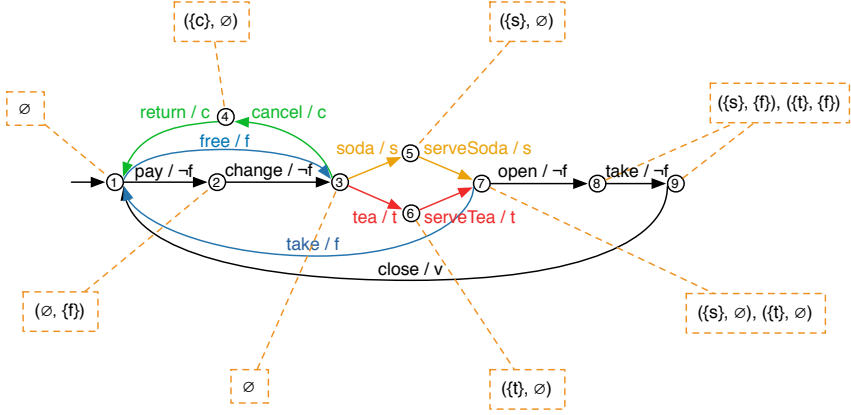 ({c}, ∅)
({s}, ∅)
∅
({s}, {f}), ({t}, {f})
return / c
4
cancel / c
free / f
soda / s
5
serveSoda / s
1
pay / ¬f
2
change / ¬f
3
7
open / ¬f
8
take / ¬f
9
tea / t
6
serveTea / t
take / f
close / v
(∅, {f})
({s}, ∅), ({t}, ∅)
∅
({t}, ∅)